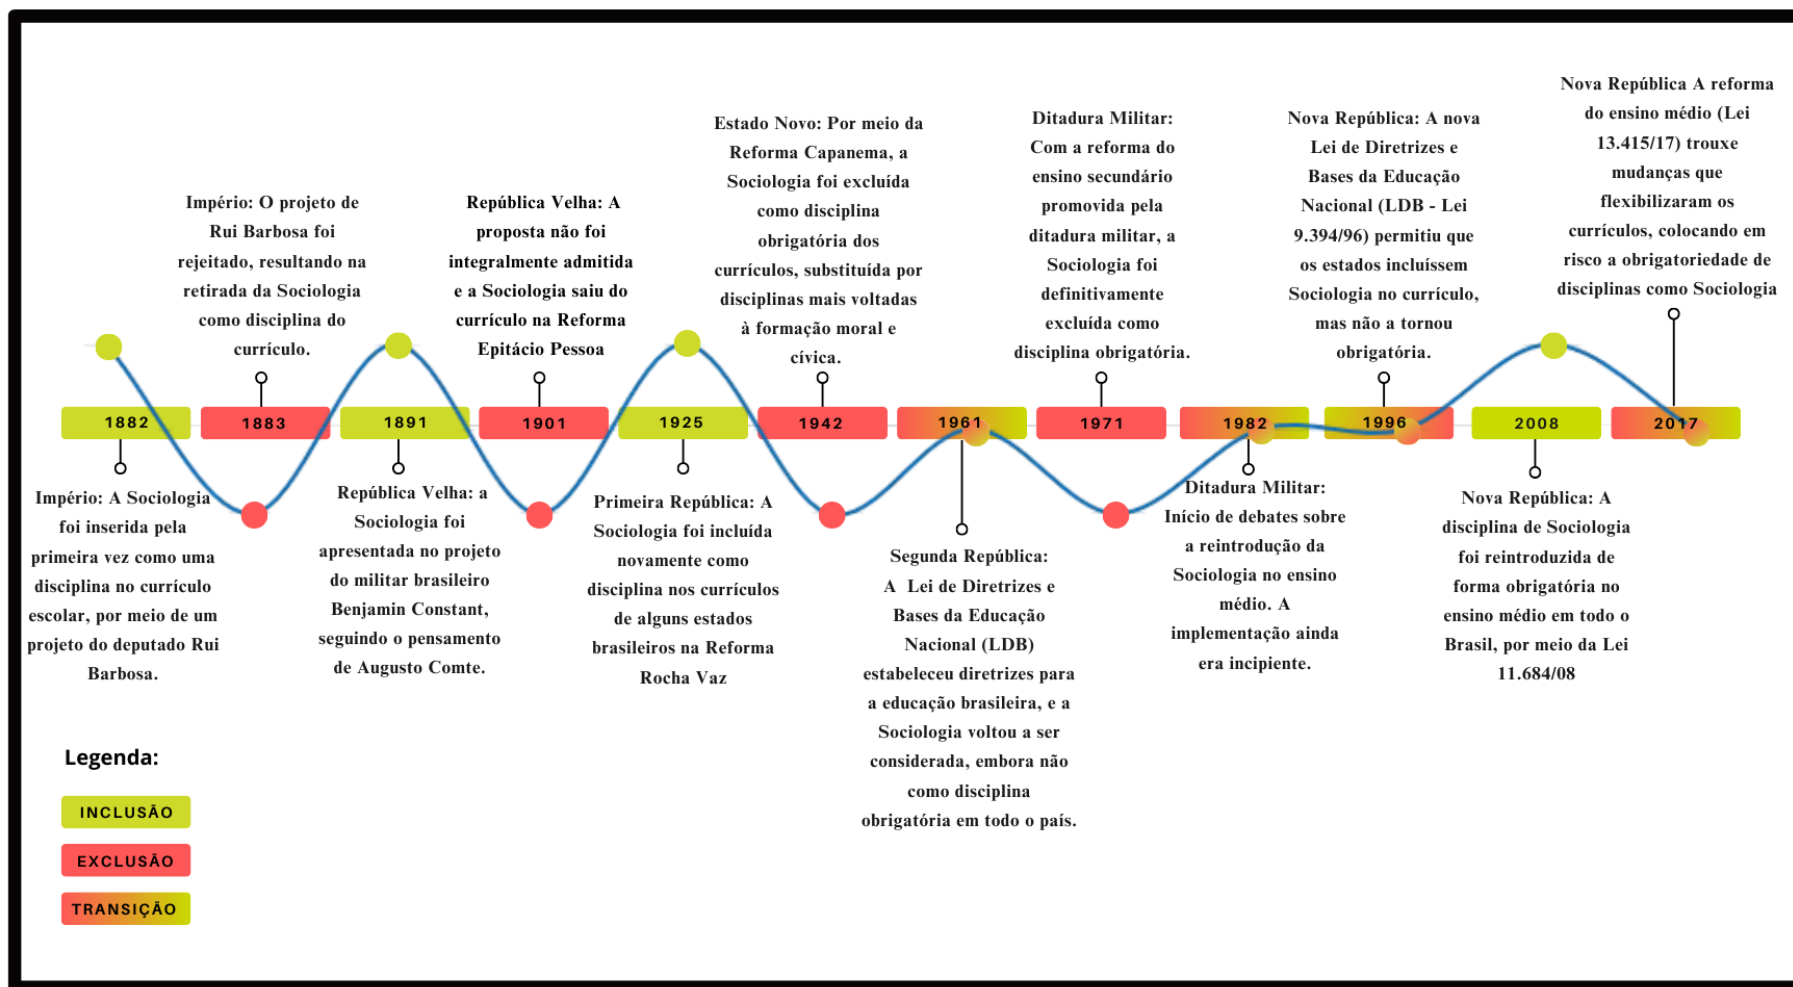 Império: A Sociologia
foi inserida pela
primeira vez como uma
disciplina no currículo
escolar, por meio de um
projeto do deputado Rui
Barbosa.
1882
Império: O projeto de
Rui Barbosa foi
rejeitado, resultando na
retirada da Sociologia
como disciplina do
currículo.
1883
República Velha: a
Sociologia foi
apresentada no projeto
do militar brasileiro
Benjamin Constant,
seguindo o pensamento
de Augusto Comte.
1891
República Velha: A
proposta não foi
integralmente admitida
e a Sociologia saiu do
currículo na Reforma
Epitácio Pessoa
1901
Primeira República: A
Sociologia foi incluída
novamente como
disciplina nos currículos
de alguns estados
brasileiros na Reforma
Rocha Vaz
1925
Estado Novo: Por meio da
Reforma Capanema, a
Sociologia foi excluída
como disciplina
obrigatória dos
currículos, substituída por
disciplinas mais voltadas
à formação moral e
cívica.
1942
Segunda República:
A Lei de Diretrizes e
Bases da Educação
Nacional (LDB)
estabeleceu diretrizes para
a educação brasileira, e a
Sociologia voltou a ser
considerada, embora não
como disciplina
obrigatória em todo o país.
1961
Ditadura Militar:
Com a reforma do
ensino secundário
promovida pela
ditadura militar, a
Sociologia foi
definitivamente
excluída como
disciplina obrigatória.
1971
Ditadura Militar:
Início de debates sobre
a reintrodução da
Sociologia no ensino
médio. A
implementação ainda
era incipiente.
1982
Nova República: A nova
Lei de Diretrizes e
Bases da Educação
Nacional (LDB - Lei
9.394/96) permitiu que
os estados incluíssem
Sociologia no currículo,
mas não a tornou
obrigatória.
1996
Nova República: A
disciplina de Sociologia
foi reintroduzida de
forma obrigatória no
ensino médio em todo o
Brasil, por meio da Lei
11.684/08
2008
Nova República A reforma
do ensino médio (Lei
13.415/17) trouxe
mudanças que
flexibilizaram os
currículos, colocando em
risco a obrigatoriedade de
disciplinas como Sociologia
2017
Legenda:
INCLUSÃO
EXCLUSÃO
TRANSIÇÃO